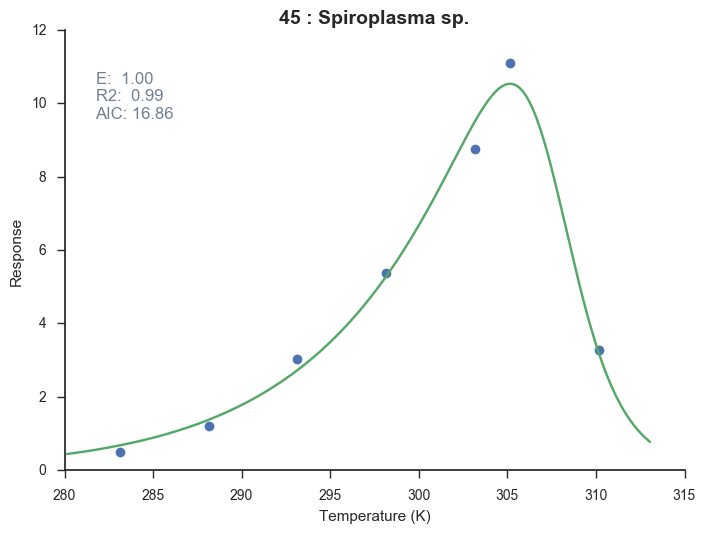 45 : Spiroplasma sp.
E:  1.00
R2:  0.99
AIC: 16.86
Response
12
10
8
6
4
2
0
280 285 290 295 300 305 310 315
Temperature (K)